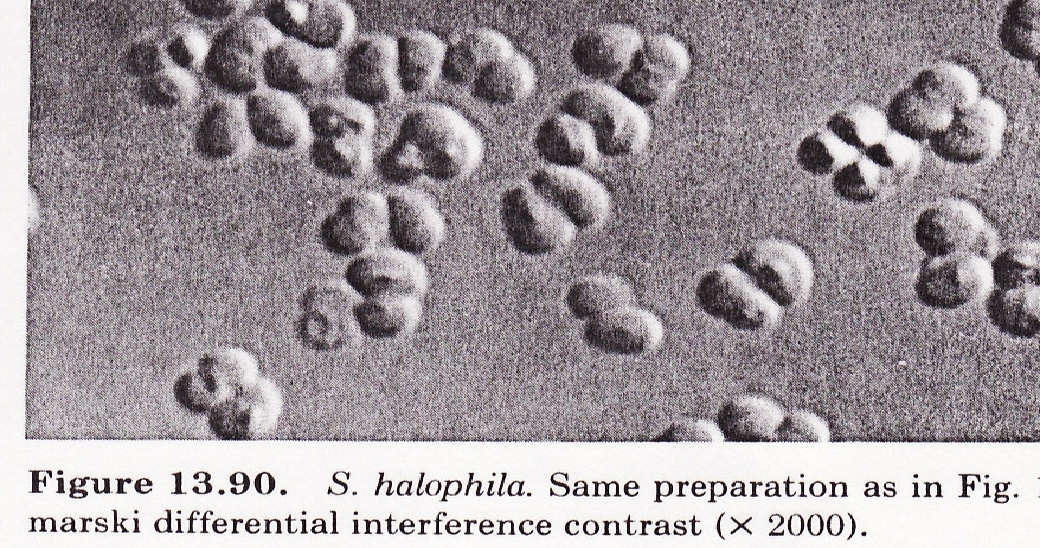 Figure 13.90. S. halophila. Same preparation as in Fig.
marski differential interference contrast (× 2000).